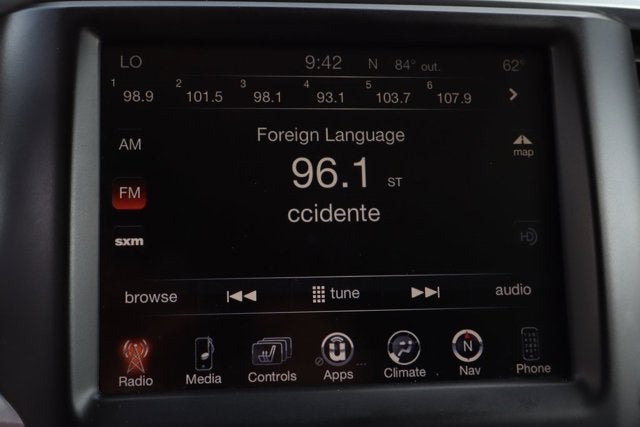 LO 9:42 N 84° out. 62°
1 98.9 2 101.5 3 98.1 4 93.1 5 103.7 6 107.9
AM
Foreign Language
map
96.1 ST
FM
ccidente
sxm
HD
browse tune audio
Radio Media Controls Apps Climate Nav Phone
N